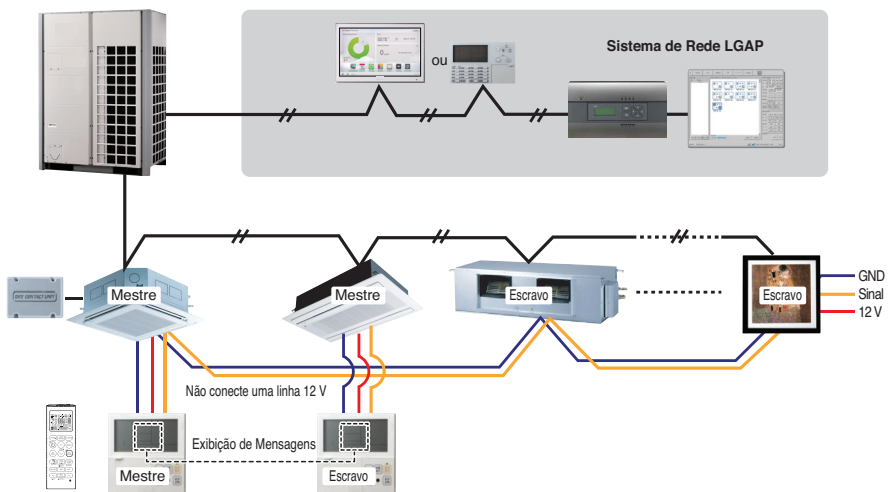 ou
Sistema de Rede LGAP
DRY CONTACT UNIT
Mestre
Mestre
Escravo
Escravo
GND
Sinal
12 V
Não conecte uma linha 12 V
Exibição de Mensagens
Mestre
Escravo